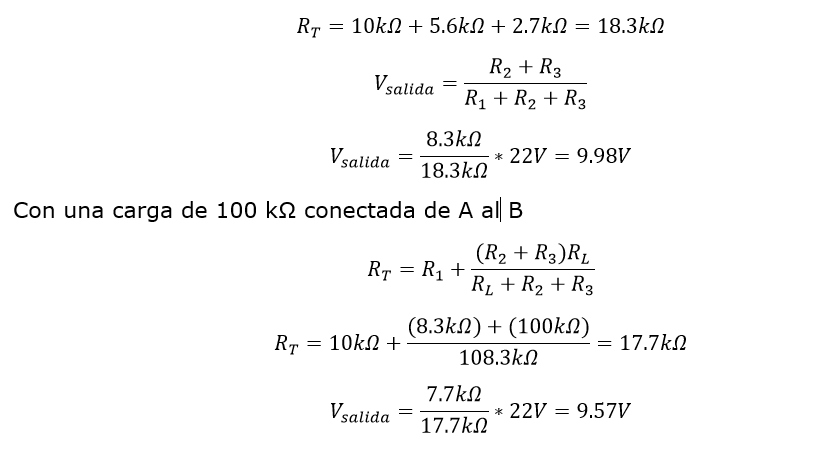 R_T = 10kΩ + 5.6kΩ + 2.7kΩ = 18.3kΩ
V_salida = (R_2 + R_3) / (R_1 + R_2 + R_3)
V_salida = 8.3kΩ / 18.3kΩ * 22V = 9.98V
Con una carga de 100 kΩ conectada de A al B
R_T = R_1 + (R_2 + R_3)R_L / (R_L + R_2 + R_3)
R_T = 10kΩ + (8.3kΩ) + (100kΩ) / 108.3kΩ = 17.7kΩ
V_salida = 7.7kΩ / 17.7kΩ * 22V = 9.57V